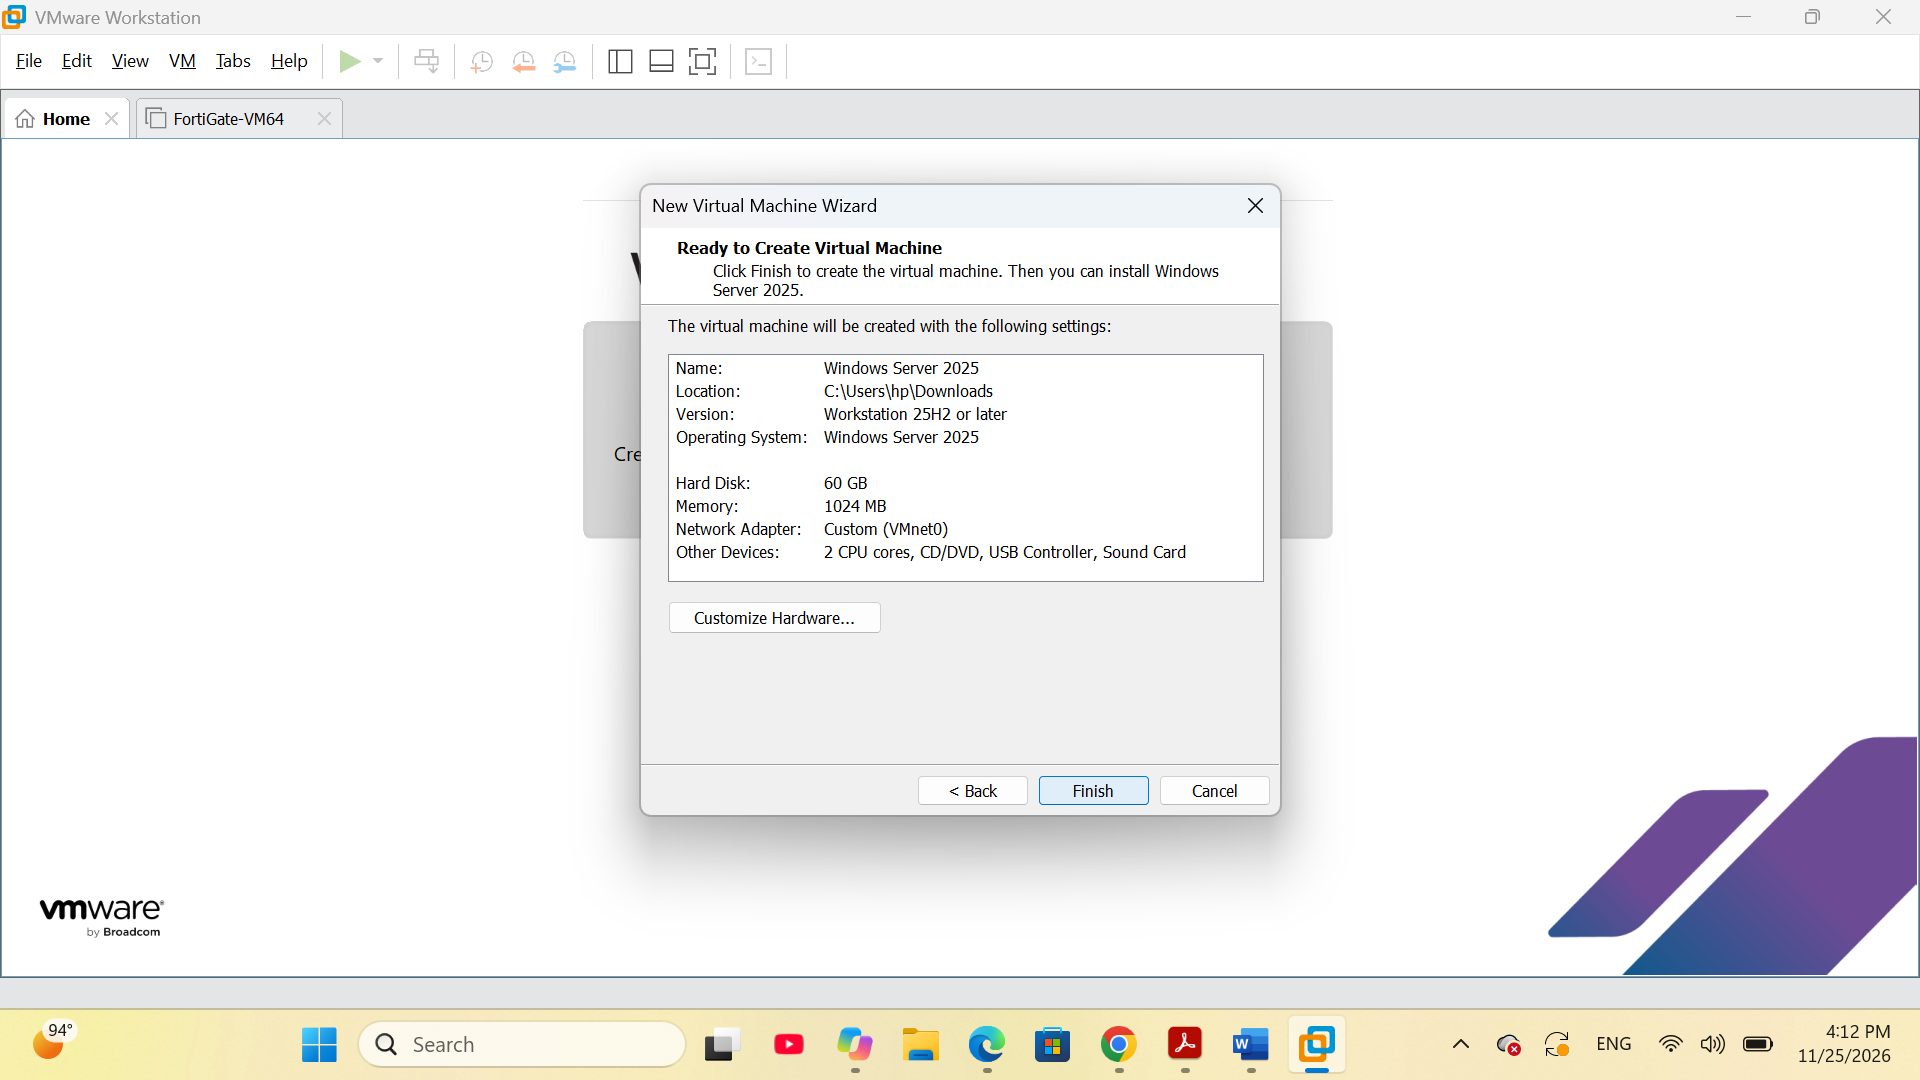 VMware Workstation
File Edit View VM Tabs Help
Home
FortiGate-VM64
New Virtual Machine Wizard
Ready to Create Virtual Machine
Click Finish to create the virtual machine. Then you can install Windows
Server 2025.
The virtual machine will be created with the following settings:
Name: Windows Server 2025
Location: C:\Users\hp\Downloads
Version: Workstation 25H2 or later
Operating System: Windows Server 2025
Hard Disk: 60 GB
Memory: 1024 MB
Network Adapter: Custom (VMnet0)
Other Devices: 2 CPU cores, CD/DVD, USB Controller, Sound Card
Customize Hardware...
< Back
Finish
Cancel
Cre
vmware
by Broadcom
94°
Search
ENG
4:12 PM
11/25/2026